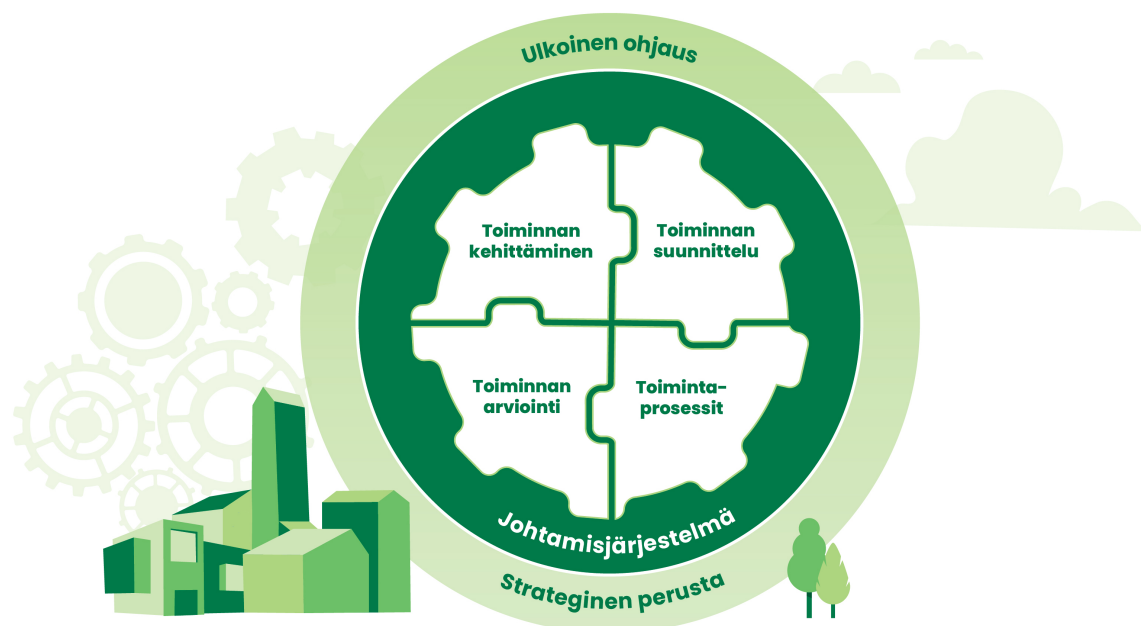 Ulkoinen ohjaus
Toiminnan
kehittäminen
Toiminnan
suunnittelu
Toiminnan
arviointi
Toiminta-
prosessit
Johtamisjärjestelmä
Strateginen perusta